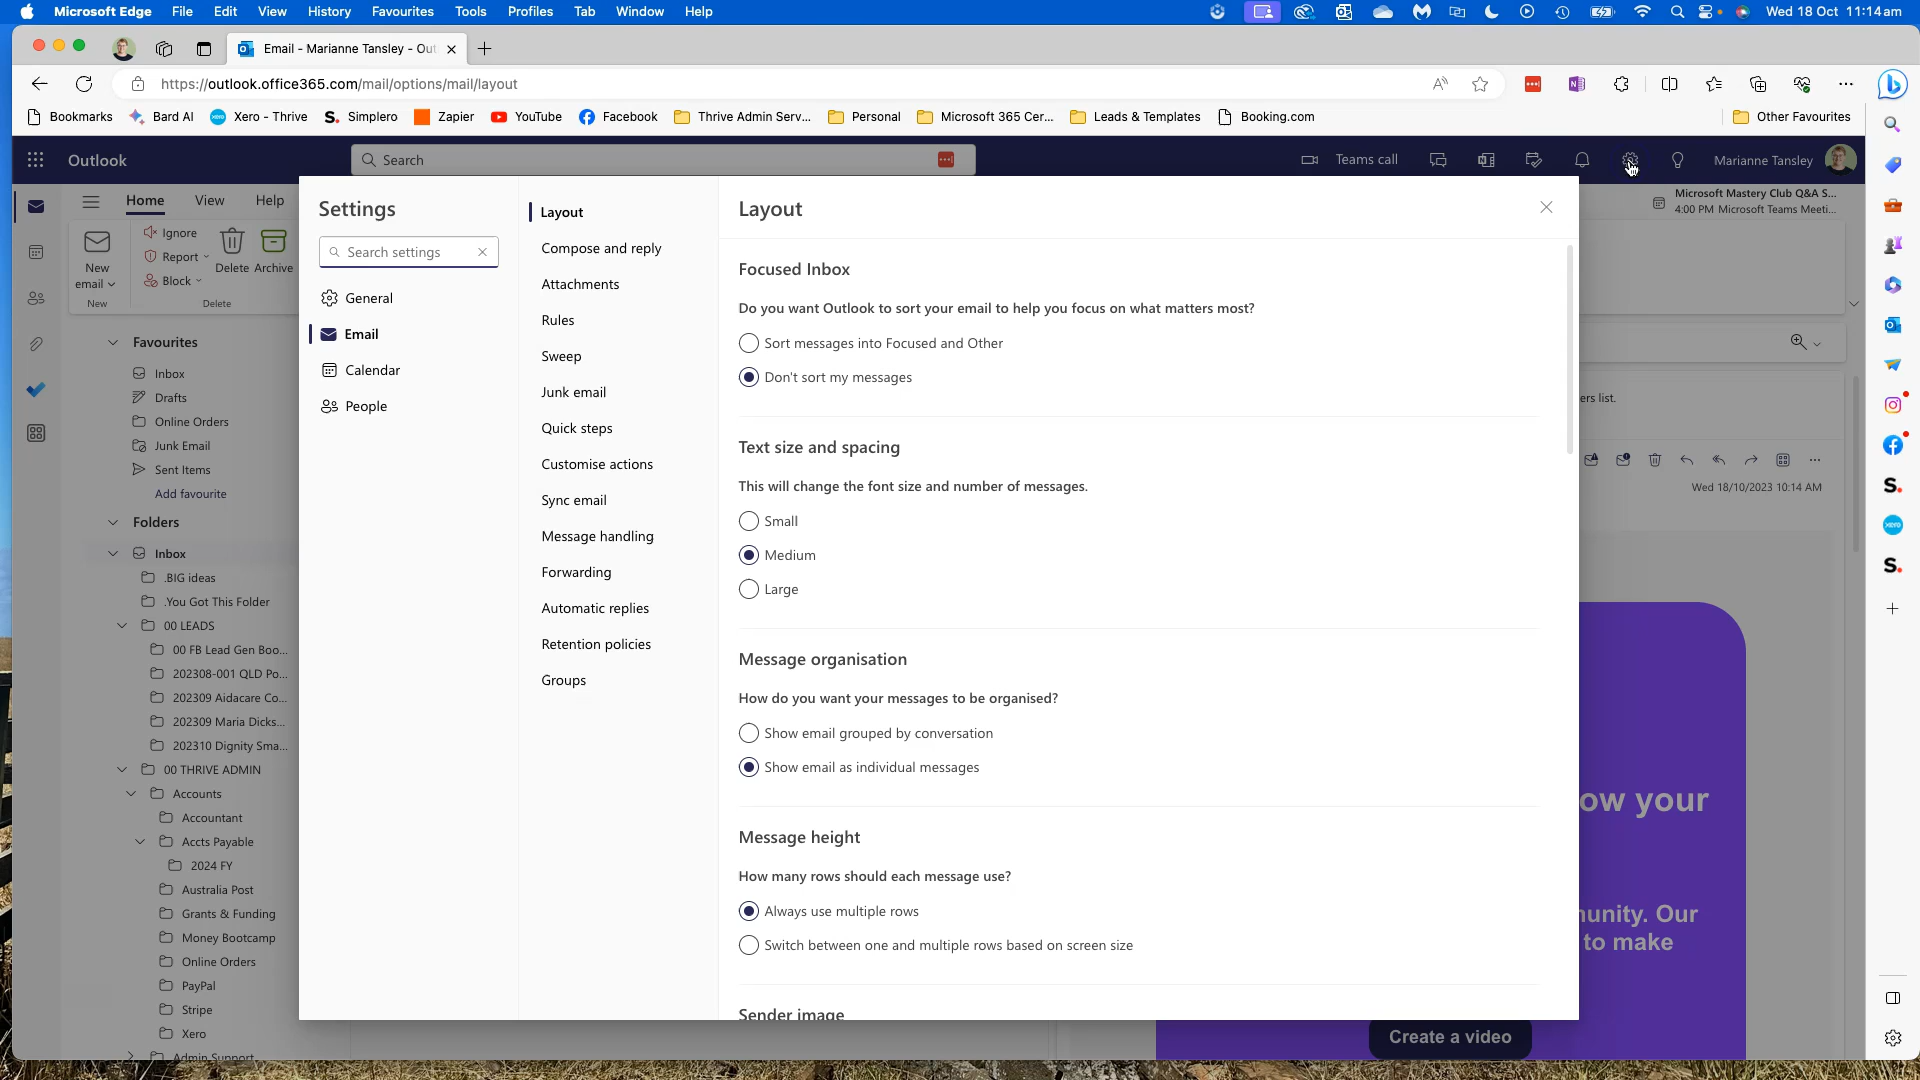 Microsoft Edge File Edit View History Favourites Tools Profiles Tab Window Help Wed 18 Oct 11:14am
Email - Marianne Tansley - Out
https://outlook.office365.com/mail/options/mail/layout
Bookmarks Bard AI Xero - Thrive Simplero Zapier YouTube Facebook Thrive Admin Serv... Personal Microsoft 365 Cer... Leads & Templates Booking.com Other Favourites
Outlook Search Teams call Marianne Tansley
Home View Help
Microsoft Mastery Club Q&A S...
4:00 PM Microsoft Teams Meeti...
New email
New
Ignore
Report
Block
Delete Archive
Delete
Favourites
Inbox
Drafts
Online Orders
Junk Email
Sent Items
Add favourite
Folders
Inbox
.BIG ideas
.You Got This Folder
00 LEADS
00 FB Lead Gen Boo...
202308-001 QLD Po...
202309 Aidacare Co...
202309 Maria Dicks...
202310 Dignity Sma...
00 THRIVE ADMIN
Accounts
Accountant
Accts Payable
2024 FY
Australia Post
Grants & Funding
Money Bootcamp
Online Orders
PayPal
Stripe
Xero
Admin Support
Settings
Search settings
General
Email
Calendar
People
Layout
Compose and reply
Attachments
Rules
Sweep
Junk email
Quick steps
Customise actions
Sync email
Message handling
Forwarding
Automatic replies
Retention policies
Groups
Layout
Focused Inbox
Do you want Outlook to sort your email to help you focus on what matters most?
Sort messages into Focused and Other
Don't sort my messages
Text size and spacing
This will change the font size and number of messages.
Small
Medium
Large
Message organisation
How do you want your messages to be organised?
Show email grouped by conversation
Show email as individual messages
Message height
How many rows should each message use?
Always use multiple rows
Switch between one and multiple rows based on screen size
Sender image
ers list.
Wed 18/10/2023 10:14 AM
ow your
unity. Our
to make
Create a video